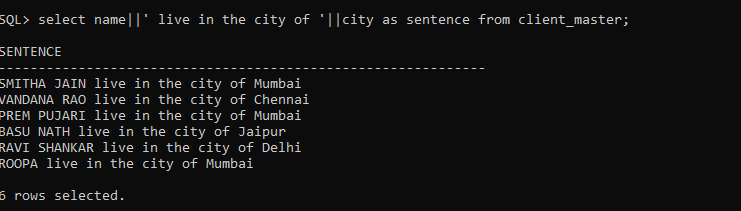 SQL> select name||' live in the city of '||city as sentence from client_master;
SENTENCE
------------------------------------------------------------
SMITHA JAIN live in the city of Mumbai
VANDANA RAO live in the city of Chennai
PREM PUJARI live in the city of Mumbai
BASU NATH live in the city of Jaipur
RAVI SHANKAR live in the city of Delhi
ROOPA live in the city of Mumbai
6 rows selected.